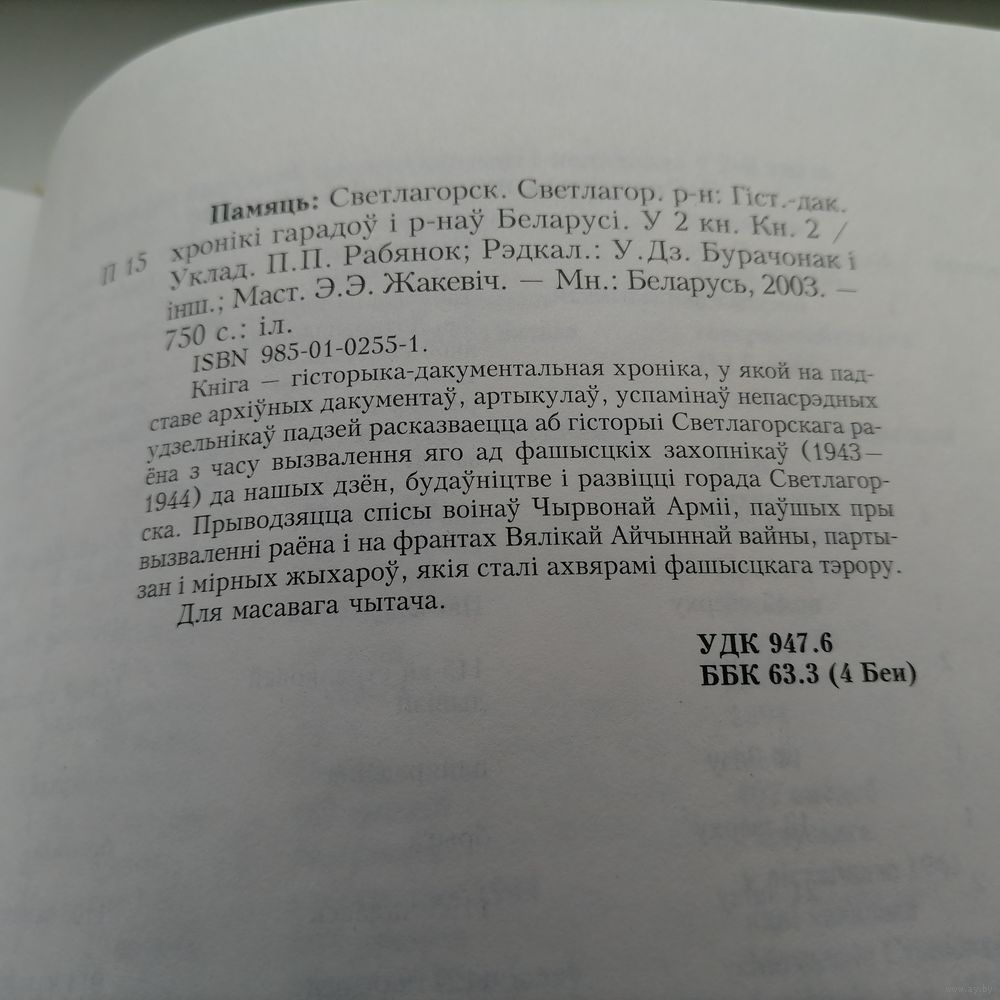 Памяць: Светлагорск. Светлагор. р-н: Гіст.-дак.
П 15 хронікі гарадоў і р-наў Беларусі. У 2 кн. Кн. 2 /
Уклад. П.П. Рабянок; Рэдкал.: У.Дз. Бурачонак і
інш.; Маст. Э.Э. Жакевіч. — Мн.: Беларусь, 2003. —
750 с.: іл.
ISBN 985-01-0255-1.
Кніга — гісторыка-дакументальная хроніка, у якой на пад-
ставе архіўных дакументаў, артыкулаў, успамінаў непасрэдных
удзельнікаў падзей расказваецца аб гісторыі Светлагорскага ра-
ёна з часу вызвалення яго ад фашысцкіх захопнікаў (1943—
1944) да нашых дзён, будаўніцтве і развіцці горада Светлагор-
ска. Прыводзяцца спісы воінаў Чырвонай Арміі, паўшых пры
вызваленні раёна і на франтах Вялікай Айчыннай вайны, парты-
зан і мірных жыхароў, якія сталі ахвярамі фашысцкага тэрору.
Для масавага чытача.
УДК 947.6
ББК 63.3 (4 Беи)
www.ay.by